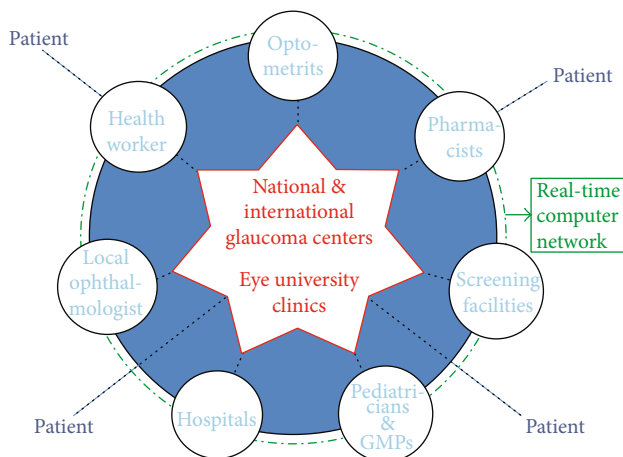 Patient
Opto-
metrits
Patient
Health
worker
Pharma-
cists
National &
international
glaucoma centers
Eye university
clinics
Real-time
computer
network
Local
ophthal-
mologist
Screening
facilities
Patient
Hospitals
Pediatri-
cians
&
GMPs
Patient